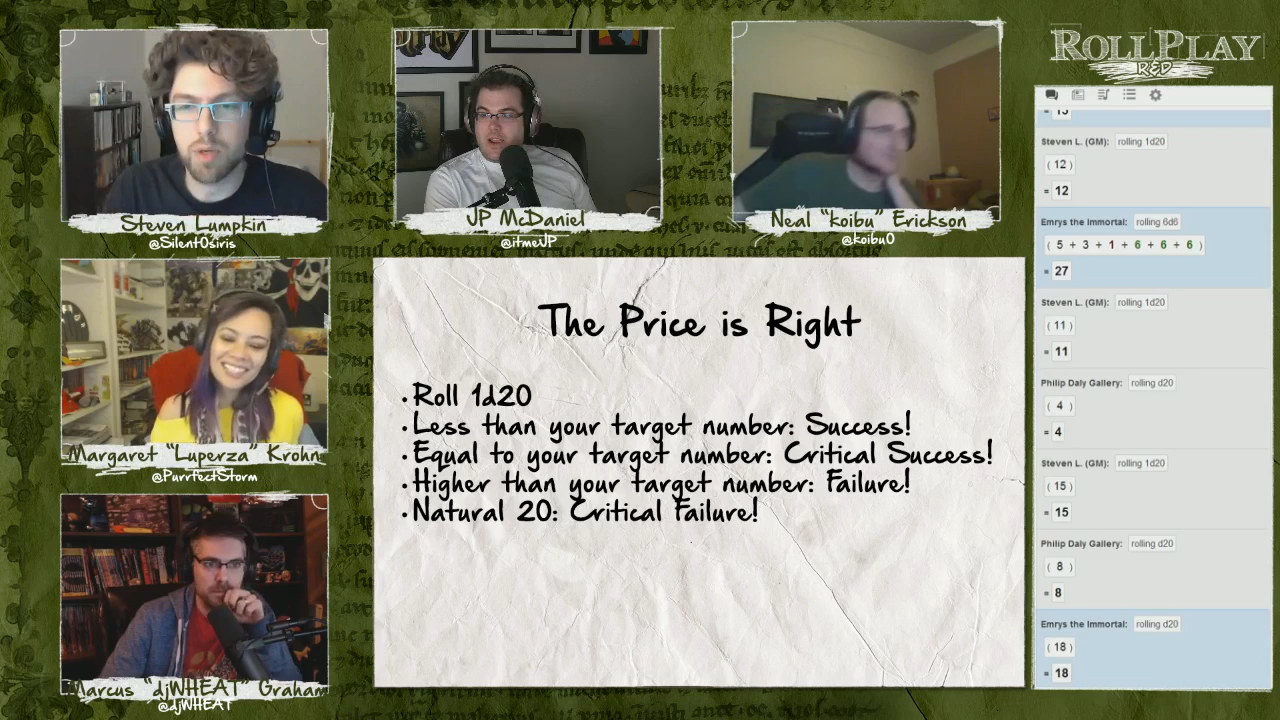 ROLLPLAY
R&D
Steven Lumpkin
@SilentOsiris
JP McDaniel
@itmeJP
Neal "koibu" Erickson
@koibu0
Margaret "Luperza" Krohn
@PurrfectStorm
Marcus "djWHEAT" Graham
@djWHEAT
The Price is Right
• Roll 1d20
• Less than your target number: Success!
• Equal to your target number: Critical Success!
• Higher than your target number: Failure!
• Natural 20: Critical Failure!
Steven L. (GM): rolling 1d20
( 12 )
= 12
Emrys the Immortal: rolling 6d6
( 5 + 3 + 1 + 6 + 6 + 6 )
= 27
Steven L. (GM): rolling 1d20
( 11 )
= 11
Philip Daly Gallery: rolling d20
( 4 )
= 4
Steven L. (GM): rolling 1d20
( 15 )
= 15
Philip Daly Gallery: rolling d20
( 8 )
= 8
Emrys the Immortal: rolling d20
( 18 )
= 18